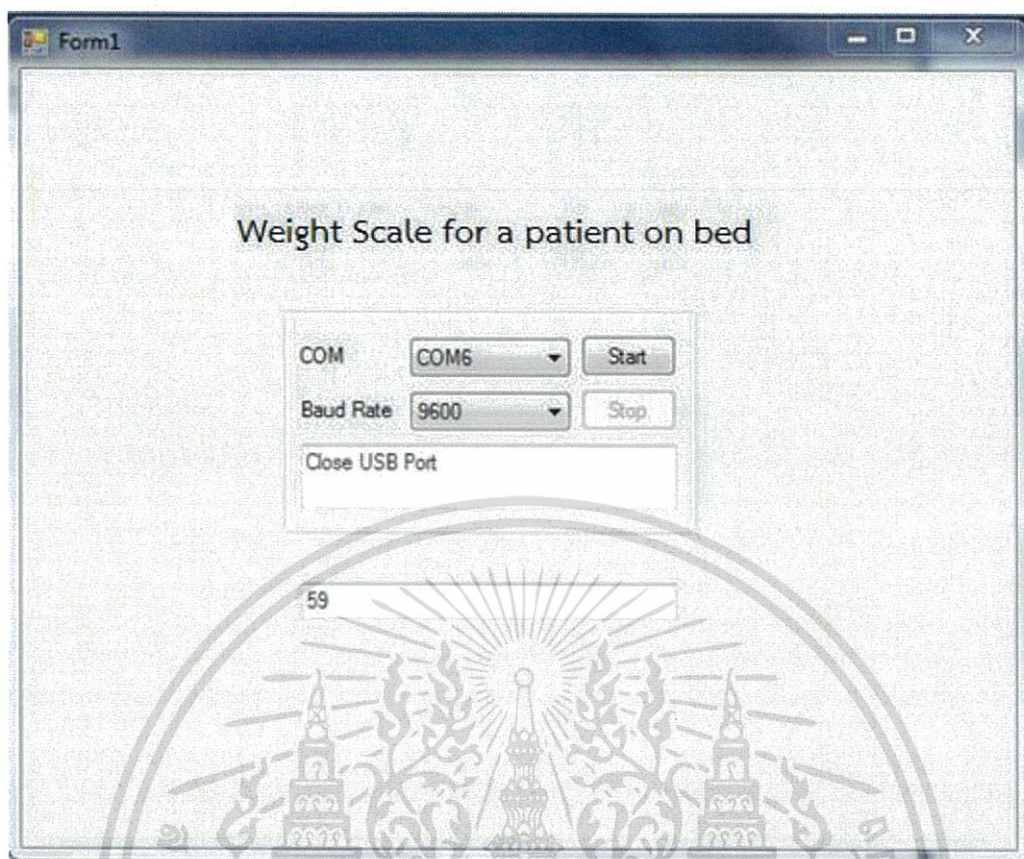 Form1
Weight Scale for a patient on bed
COM COM6 Start
Baud Rate 9600 Stop
Close USB Port
59